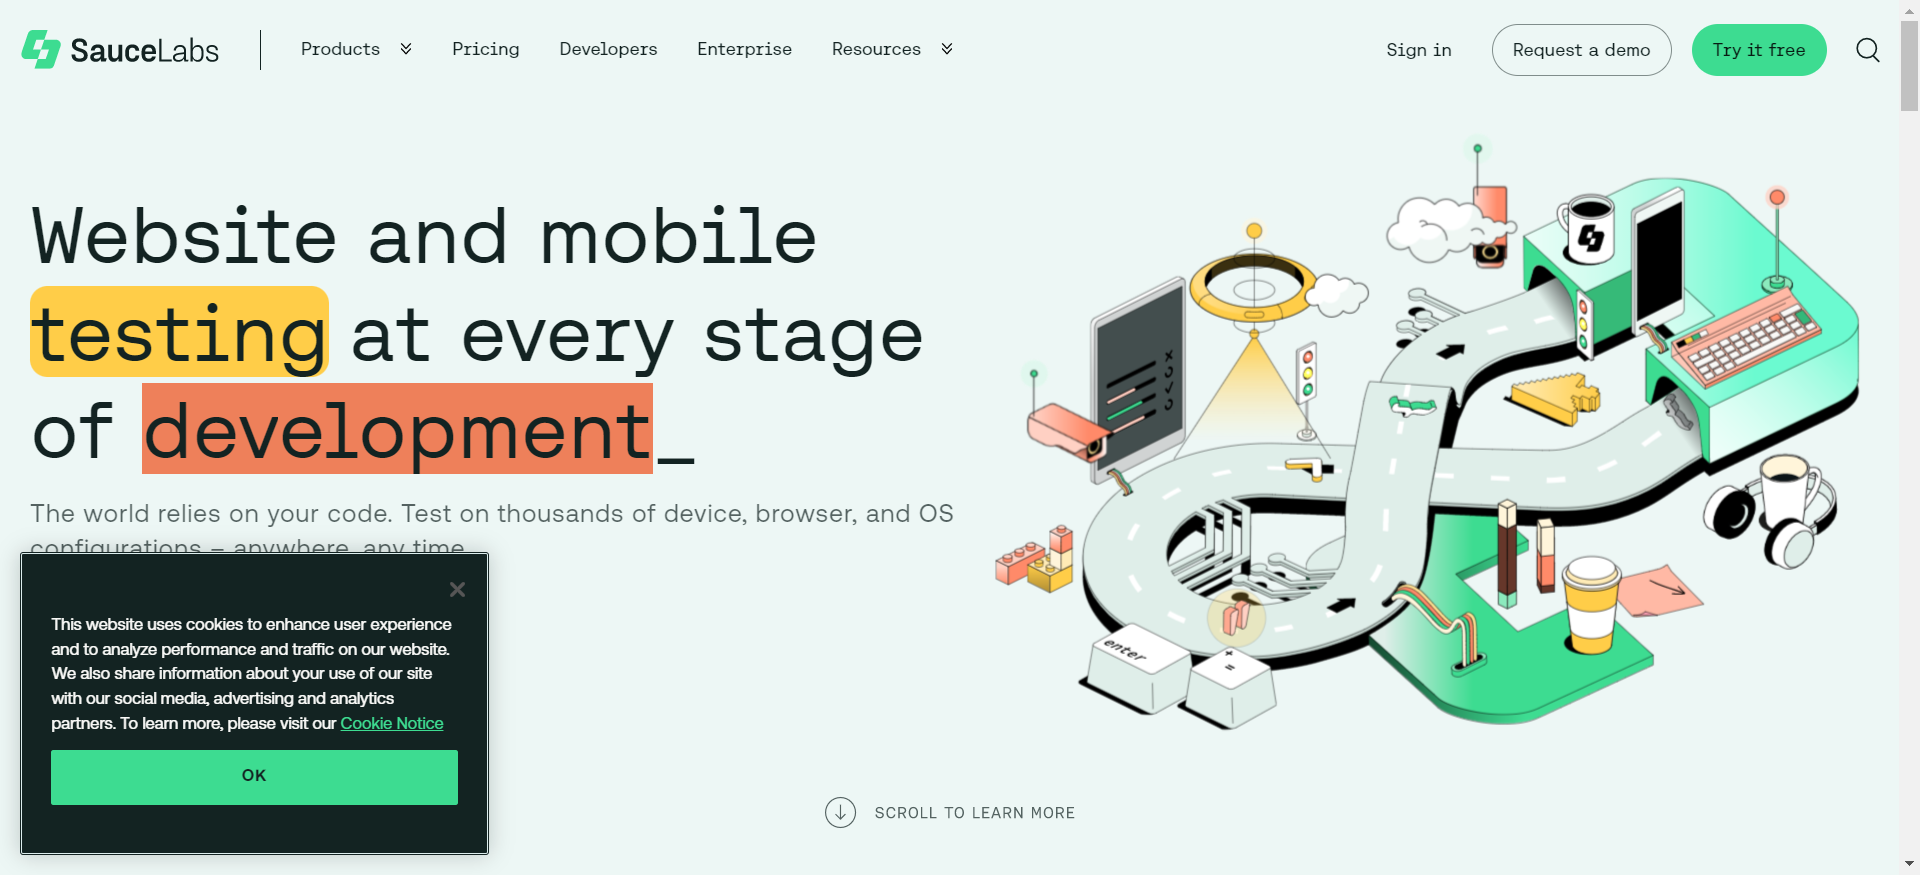 SauceLabs
Products
Pricing
Developers
Enterprise
Resources
Sign in
Request a demo
Try it free
Website and mobile
testing at every stage
of development_
The world relies on your code. Test on thousands of device, browser, and OS
configurations – anywhere, any time.
This website uses cookies to enhance user experience
and to analyze performance and traffic on our website.
We also share information about your use of our site
with our social media, advertising and analytics
partners. To learn more, please visit our Cookie Notice
OK
enter
+
=
SCROLL TO LEARN MORE